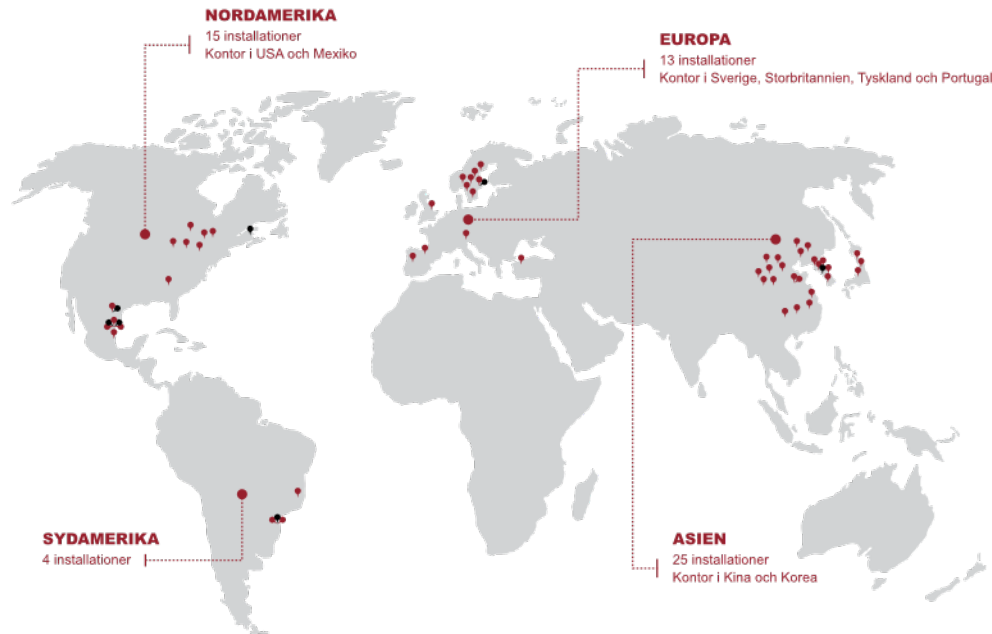 NORDAMERIKA
15 installationer
Kontor i USA och Mexiko
EUROPA
13 installationer
Kontor i Sverige, Storbritannien, Tyskland och Portugal
SYDAMERIKA
4 installationer
ASIEN
25 installationer
Kontor i Kina och Korea